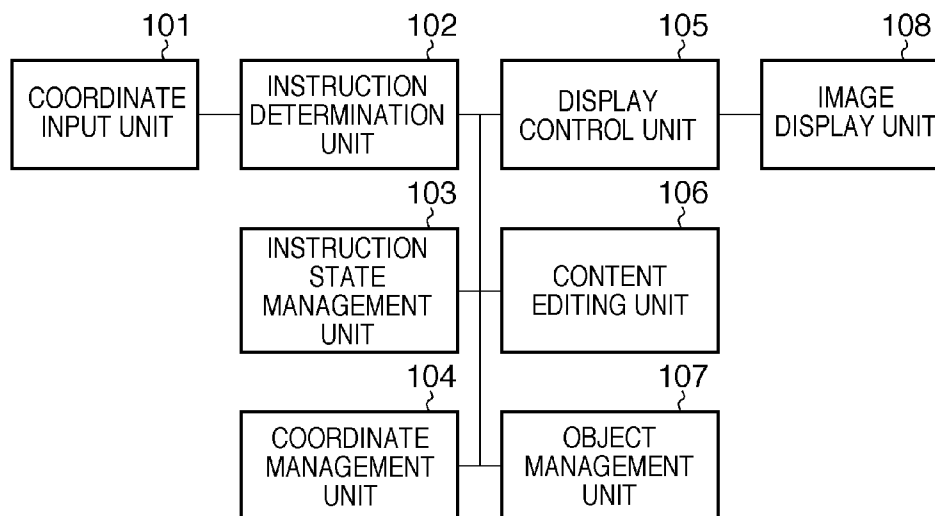 101
COORDINATE
INPUT UNIT
102
INSTRUCTION
DETERMINATION
UNIT
105
DISPLAY
CONTROL UNIT
108
IMAGE
DISPLAY UNIT
103
INSTRUCTION
STATE
MANAGEMENT
UNIT
106
CONTENT
EDITING UNIT
104
COORDINATE
MANAGEMENT
UNIT
107
OBJECT
MANAGEMENT
UNIT